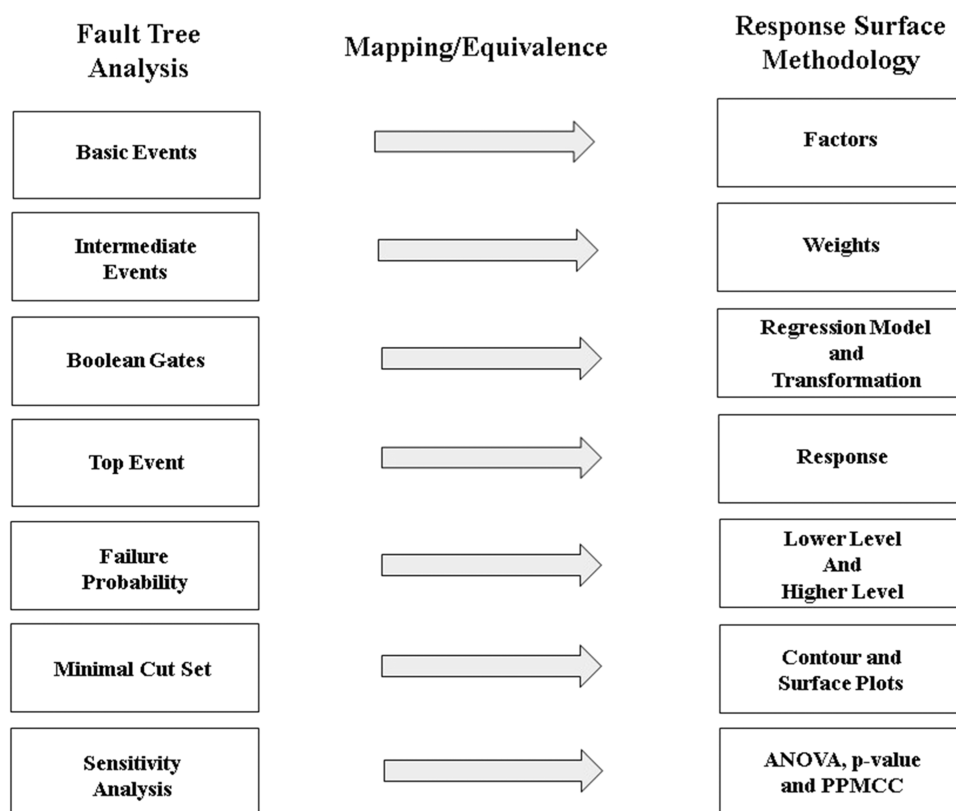 Fault Tree
Analysis
Mapping/Equivalence
Response Surface
Methodology
Basic Events
Factors
Intermediate
Events
Weights
Boolean Gates
Regression Model
and
Transformation
Top Event
Response
Failure
Probability
Lower Level
And
Higher Level
Minimal Cut Set
Contour and
Surface Plots
Sensitivity
Analysis
ANOVA, p-value
and PPMCC